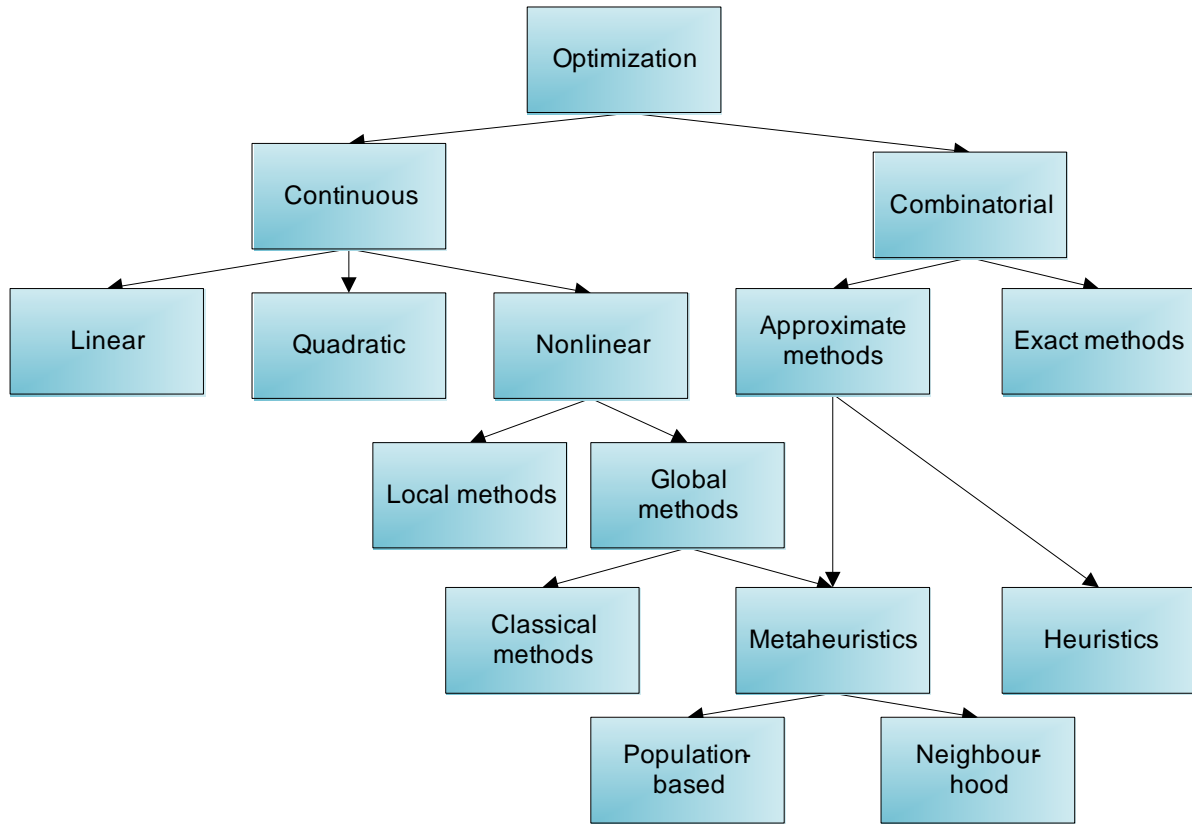 Optimization
Continuous
Combinatorial
Linear
Quadratic
Nonlinear
Approximate
methods
Exact methods
Local methods
Global
methods
Classical
methods
Metaheuristics
Heuristics
Population-
based
Neighbour-
hood